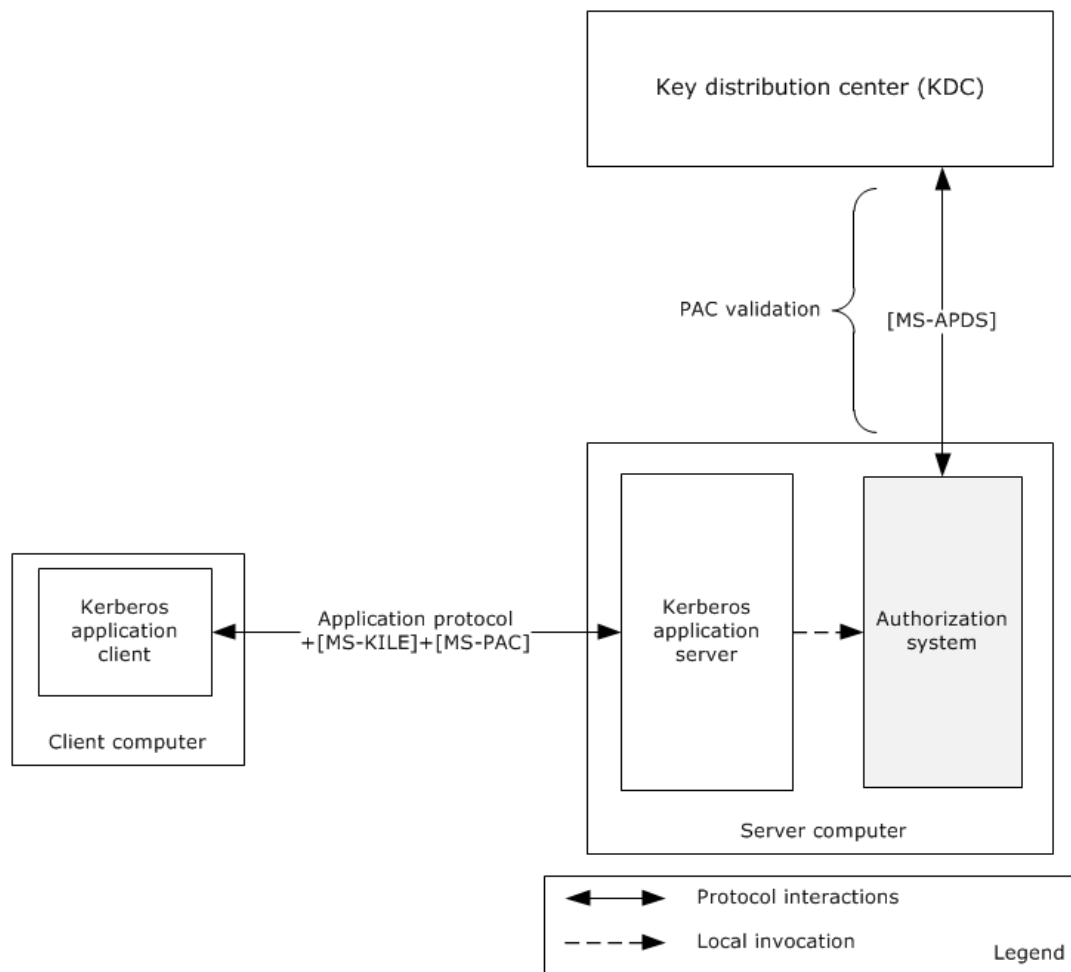 Key distribution center (KDC)
PAC validation
[MS-APDS]
Kerberos
application
client
Client computer
Application protocol
+[MS-KILE]+[MS-PAC]
Kerberos
application
server
Authorization
system
Server computer
Protocol interactions
Local invocation
Legend